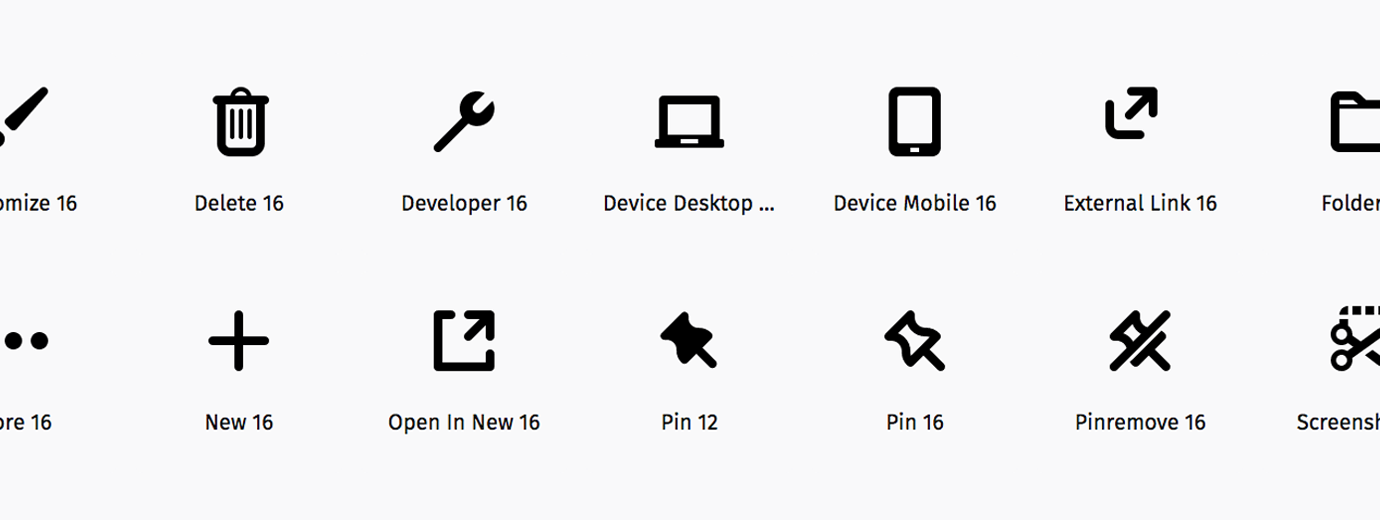 omize 16 Delete 16 Developer 16 Device Desktop ... Device Mobile 16 External Link 16 Folder
ore 16 New 16 Open In New 16 Pin 12 Pin 16 Pinremove 16 Screensh